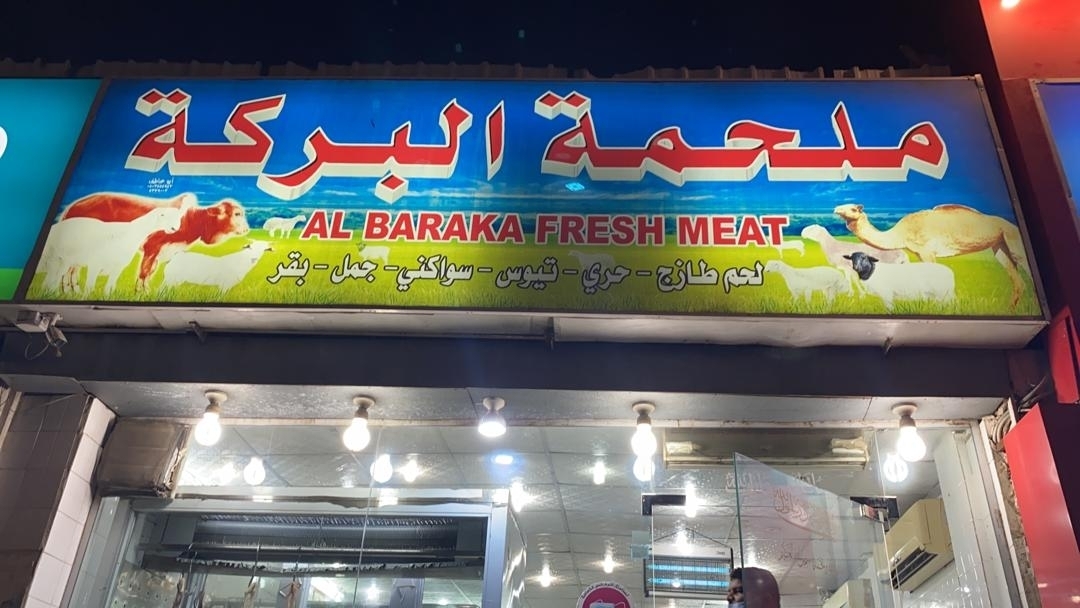 ملحمة البركة
AL BARAKA FRESH MEAT
لحم طازج - حري - تيوس - سواكني - جمل - بقر